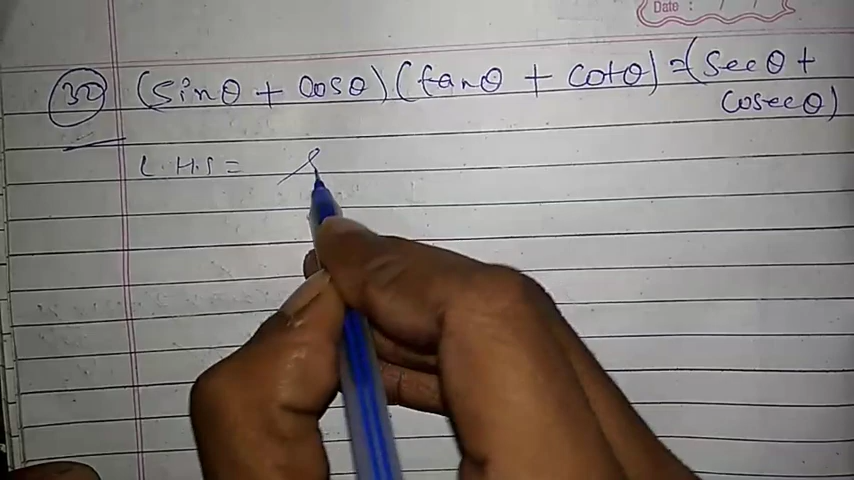 Date :
32 (sinθ + cosθ)(tanθ + cotθ) = (secθ +
cosecθ)
L.H.S =